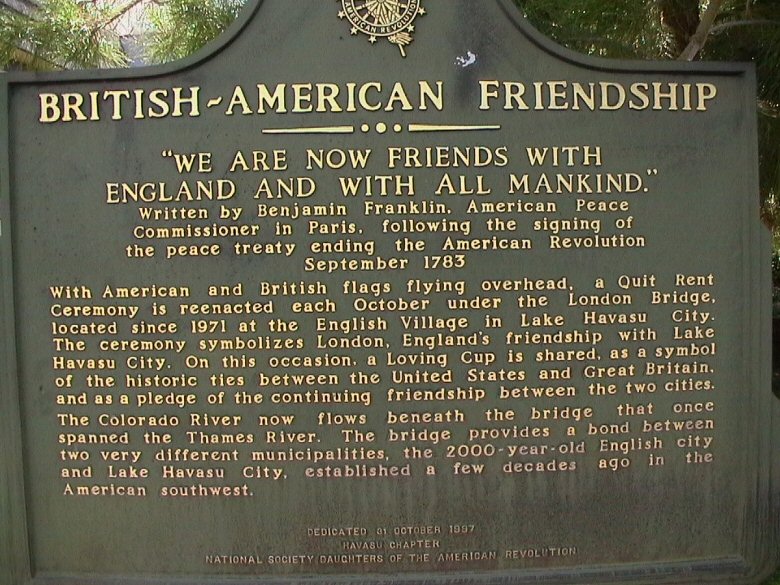 AMERICAN REVOLUTION
BRITISH~AMERICAN FRIENDSHIP
"WE ARE NOW FRIENDS WITH
ENGLAND AND WITH ALL MANKIND."
Written by Benjamin Franklin, American Peace
Commissioner in Paris, following the signing of
the peace treaty ending the American Revolution
September 1783
With American and British flags flying overhead, a Quit Rent
Ceremony is reenacted each October under the London Bridge,
located since 1971 at the English Village in Lake Havasu City.
The ceremony symbolizes London, England's friendship with Lake
Havasu City. On this occasion, a Loving Cup is shared, as a symbol
of the historic ties between the United States and Great Britain,
and as a pledge of the continuing friendship between the two cities.
The Colorado River now flows beneath the bridge that once
spanned the Thames River. The bridge provides a bond between
two very different municipalities, the 2000-year-old English city
and Lake Havasu City, established a few decades ago in the
American southwest.
DEDICATED 31 OCTOBER 1997
HAVASU CHAPTER
NATIONAL SOCIETY DAUGHTERS OF THE AMERICAN REVOLUTION